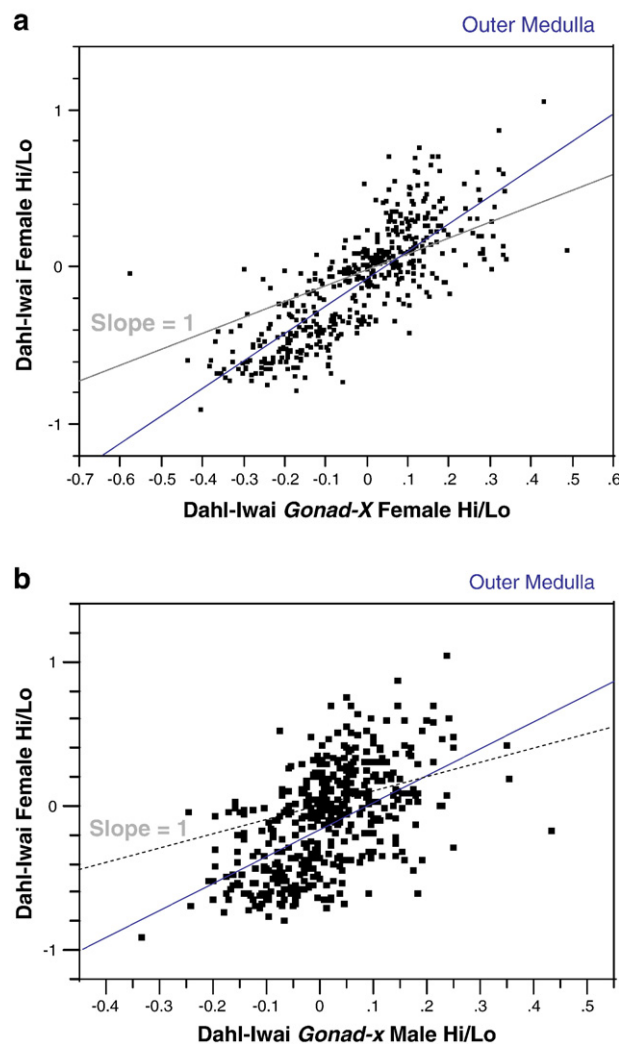 a
Outer Medulla
Dahl-Iwai Female Hi/Lo
1
0
-1
Slope = 1
-0.7 -0.6 -0.5 -0.4 -0.3 -0.2 -0.1 0 .1 .2 .3 .4 .5 .6
Dahl-Iwai Gonad-X Female Hi/Lo
b
Outer Medulla
Dahl-Iwai Female Hi/Lo
1
0
-1
Slope = 1
-0.4 -0.3 -0.2 -0.1 0 .1 .2 .3 .4 .5
Dahl-Iwai Gonad-x Male Hi/Lo